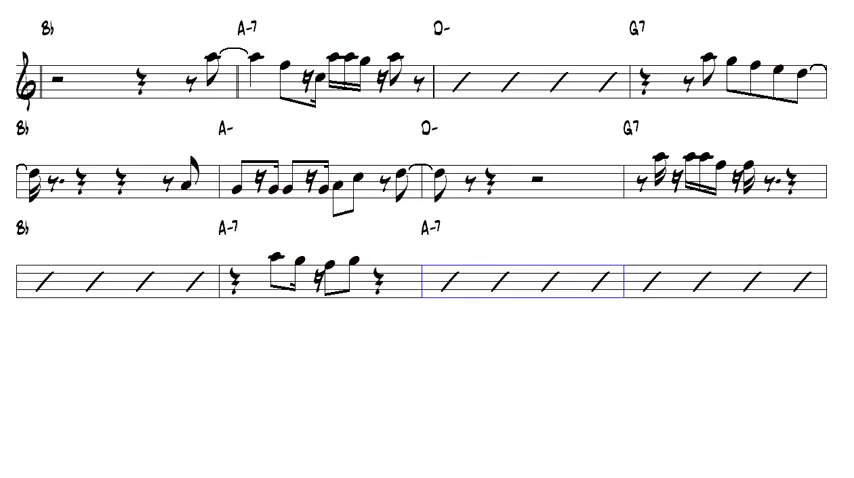 B♭ A-7 D- G7
B♭ A- D- G7
B♭ A-7 A-7